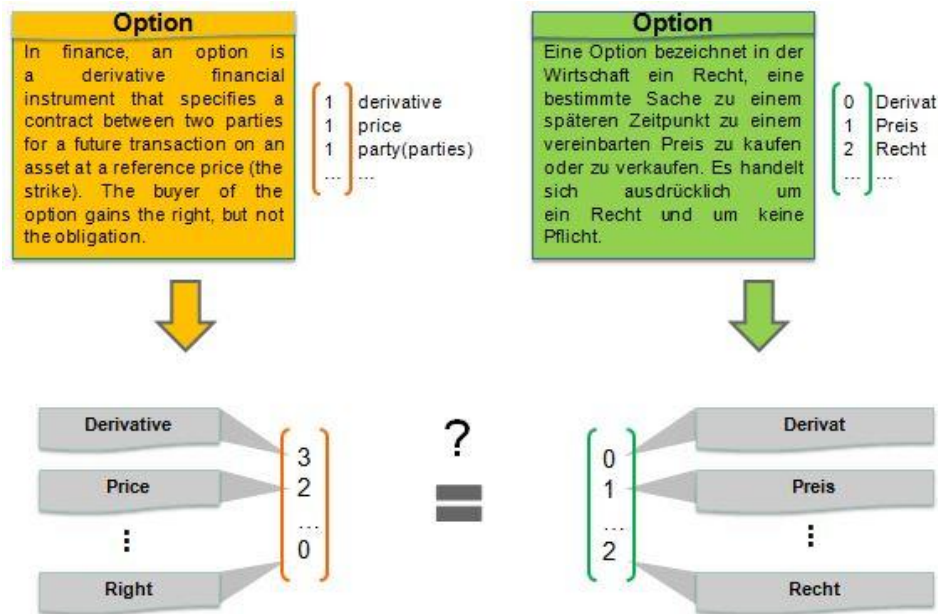 Option
In finance, an option is
a derivative financial
instrument that specifies a
contract between two parties
for a future transaction on an
asset at a reference price (the
strike). The buyer of the
option gains the right, but not
the obligation.
1 derivative
1 price
1 party(parties)
... ...
Option
Eine Option bezeichnet in der
Wirtschaft ein Recht, eine
bestimmte Sache zu einem
späteren Zeitpunkt zu einem
vereinbarten Preis zu kaufen
oder zu verkaufen. Es handelt
sich ausdrücklich um
ein Recht und um keine
Pflicht.
0 Derivat
1 Preis
2 Recht
... ...
Derivative
Price
⋮
Right
3
2
...
0
?
=
0
1
...
2
Derivat
Preis
⋮
Recht